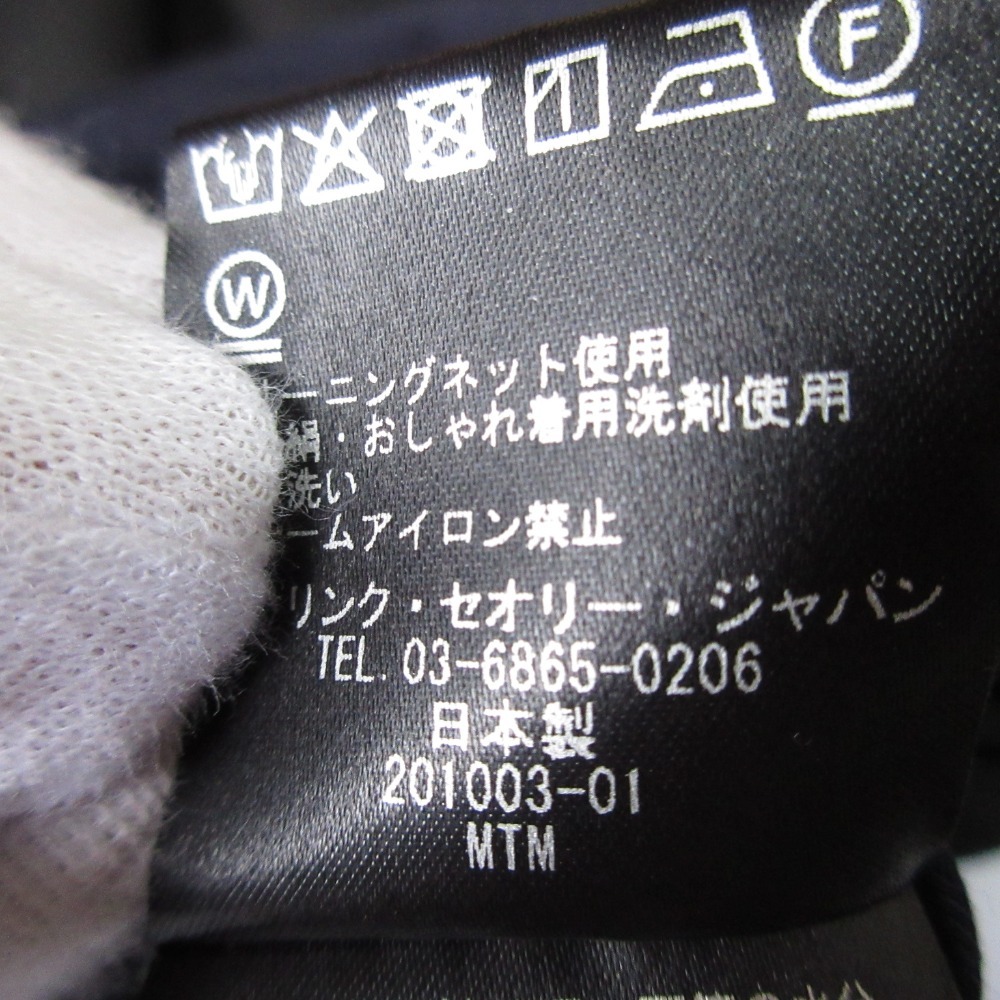 F
W
ーニングネット使用
絹・おしゃれ着用洗剤使用
洗い
ームアイロン禁止
リンク・セオリー・ジャパン
TEL. 03-6865-0206
日本製
201003-01
MTM